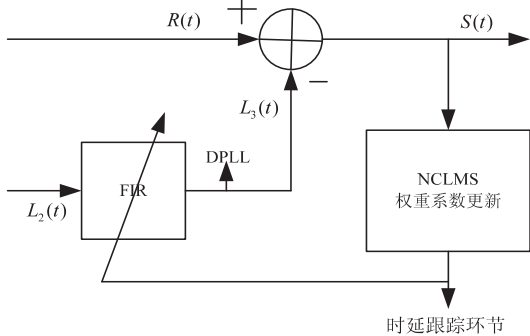 +
R(t)
S(t)
−
L₃(t)
DPLL
FIR
L₂(t)
NCLMS
权重系数更新
时延跟踪环节